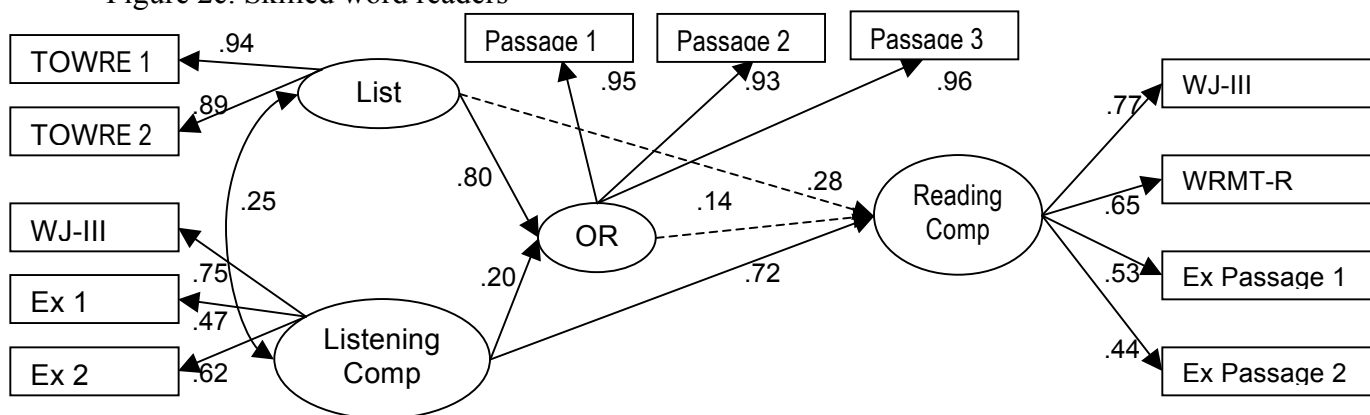 Figure 2c. Skilled word readers
TOWRE 1
TOWRE 2
WJ-III
Ex 1
Ex 2
.94
.89
.25
.75
.47
.62
List
Listening
Comp
.80
.20
OR
Passage 1
Passage 2
Passage 3
.95
.93
.96
.28
.14
.72
Reading
Comp
.77
.65
.53
.44
WJ-III
WRMT-R
Ex Passage 1
Ex Passage 2